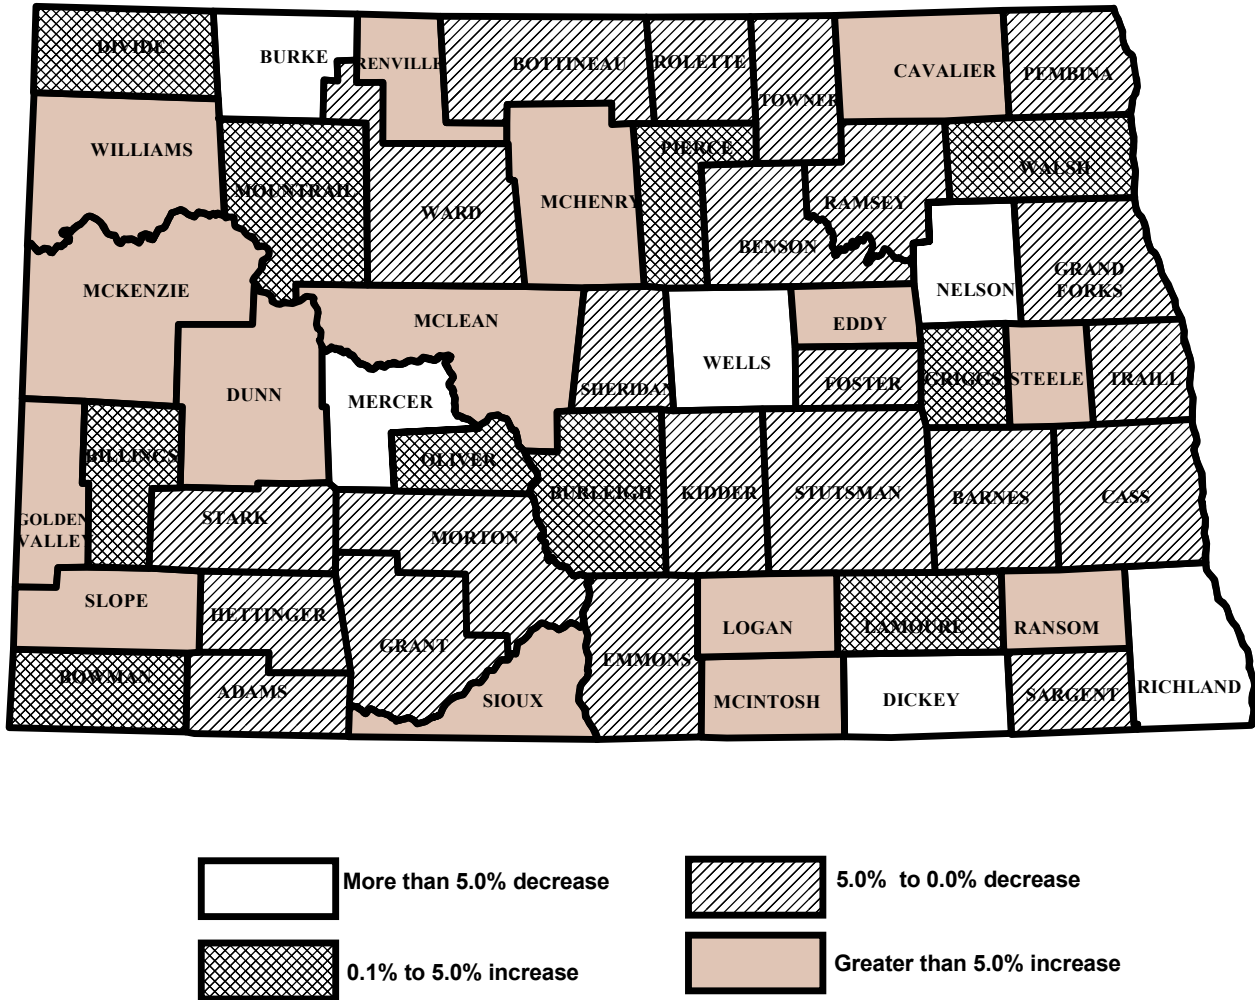 DIVIDE
BURKE
RENVILLE
BOTTINEAU
ROLETTE
TOWNER
CAVALIER
PEMBINA
WILLIAMS
MOUNTRAIL
WARD
MCHENRY
PIERCE
BENSON
RAMSEY
WALSH
NELSON
GRAND
FORKS
MCKENZIE
DUNN
MCLEAN
MERCER
OLIVER
SHERIDAN
WELLS
EDDY
FOSTER
GRIGGS
STEELE
TRAILL
GOLDEN
VALLEY
BILLINGS
STARK
MORTON
BURLEIGH
KIDDER
STUTSMAN
BARNES
CASS
SLOPE
HETTINGER
GRANT
BOWMAN
ADAMS
SIOUX
EMMONS
LOGAN
MCINTOSH
LAMOURE
DICKEY
RANSOM
SARGENT
RICHLAND
More than 5.0% decrease
5.0% to 0.0% decrease
0.1% to 5.0% increase
Greater than 5.0% increase